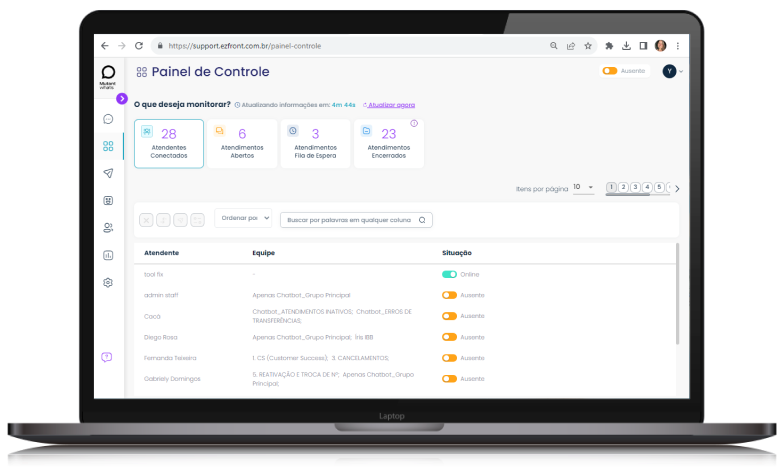 https://support.ezfront.com.br/painel-controle
Mutant
whats
Painel de Controle
Ausente
Y
O que deseja monitorar? Atualizando informações em: 4m 44s Atualizar agora
28
Atendentes
Conectados
6
Atendimentos
Abertos
3
Atendimentos
Fila de Espera
23
Atendimentos
Encerrados
Itens por página 10 1 2 3 4 5
Ordenar por
Buscar por palavras em qualquer coluna
Atendente Equipe Situação
tool fix - Online
admin staff Apenas Chatbot_Grupo Principal Ausente
Cacá Chatbot_ATENDIMENTOS INATIVOS; Chatbot_ERROS DE
TRANSFERÊNCIAS; Ausente
Diego Rosa Apenas Chatbot_Grupo Principal; Íris IBB Ausente
Fernanda Teixeira 1. CS (Customer Success); 3. CANCELAMENTOS; Ausente
Gabriely Domingos 5. REATIVAÇÃO E TROCA DE Nº; Apenas Chatbot_Grupo
Principal; Ausente
Laptop